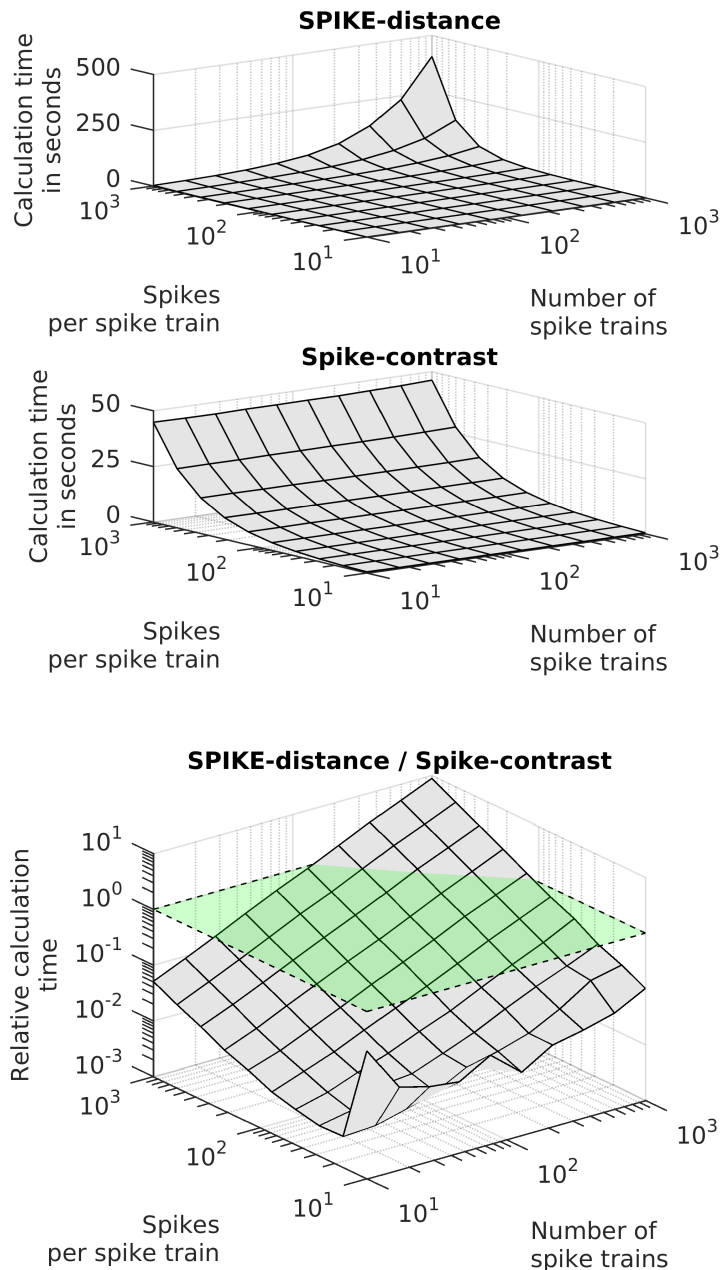 SPIKE-distance
Calculation time
in seconds
500
250
0
10^3
10^2
10^1
10^1
10^2
10^3
Spikes
per spike train
Number of
spike trains
Spike-contrast
Calculation time
in seconds
50
25
0
10^3
10^2
10^1
10^1
10^2
10^3
Spikes
per spike train
Number of
spike trains
SPIKE-distance / Spike-contrast
Relative calculation
time
10^1
10^0
10^-1
10^-2
10^-3
10^3
10^2
10^1
10^1
10^2
10^3
Spikes
per spike train
Number of
spike trains